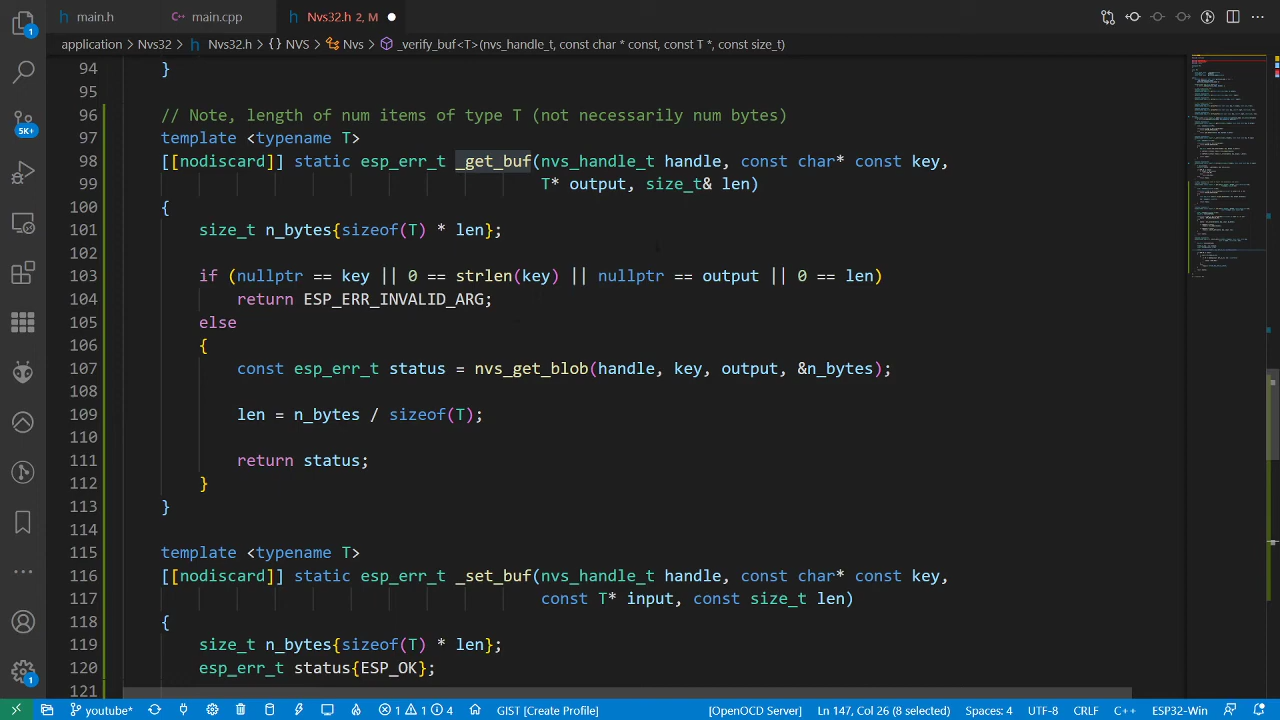 main.h
main.cpp
Nvs32.h 2, M
application > Nvs32 > Nvs32.h > {} NVS > Nvs > _verify_buf<T>(nvs_handle_t, const char * const, const T *, const size_t)
94 }
95
96 // Note, length of num items of type T (not necessarily num bytes)
97 template <typename T>
98 [[nodiscard]] static esp_err_t _get_buf(nvs_handle_t handle, const char* const key,
99 T* output, size_t& len)
100 {
101 size_t n_bytes{sizeof(T) * len};
102
103 if (nullptr == key || 0 == strlen(key) || nullptr == output || 0 == len)
104 return ESP_ERR_INVALID_ARG;
105 else
106 {
107 const esp_err_t status = nvs_get_blob(handle, key, output, &n_bytes);
108
109 len = n_bytes / sizeof(T);
110
111 return status;
112 }
113 }
114
115 template <typename T>
116 [[nodiscard]] static esp_err_t _set_buf(nvs_handle_t handle, const char* const key,
117 const T* input, const size_t len)
118 {
119 size_t n_bytes{sizeof(T) * len};
120 esp_err_t status{ESP_OK};
121
1
5K+
1
youtube* 1 1 4 GIST [Create Profile] [OpenOCD Server] Ln 147, Col 26 (8 selected) Spaces: 4 UTF-8 CRLF C++ ESP32-Win